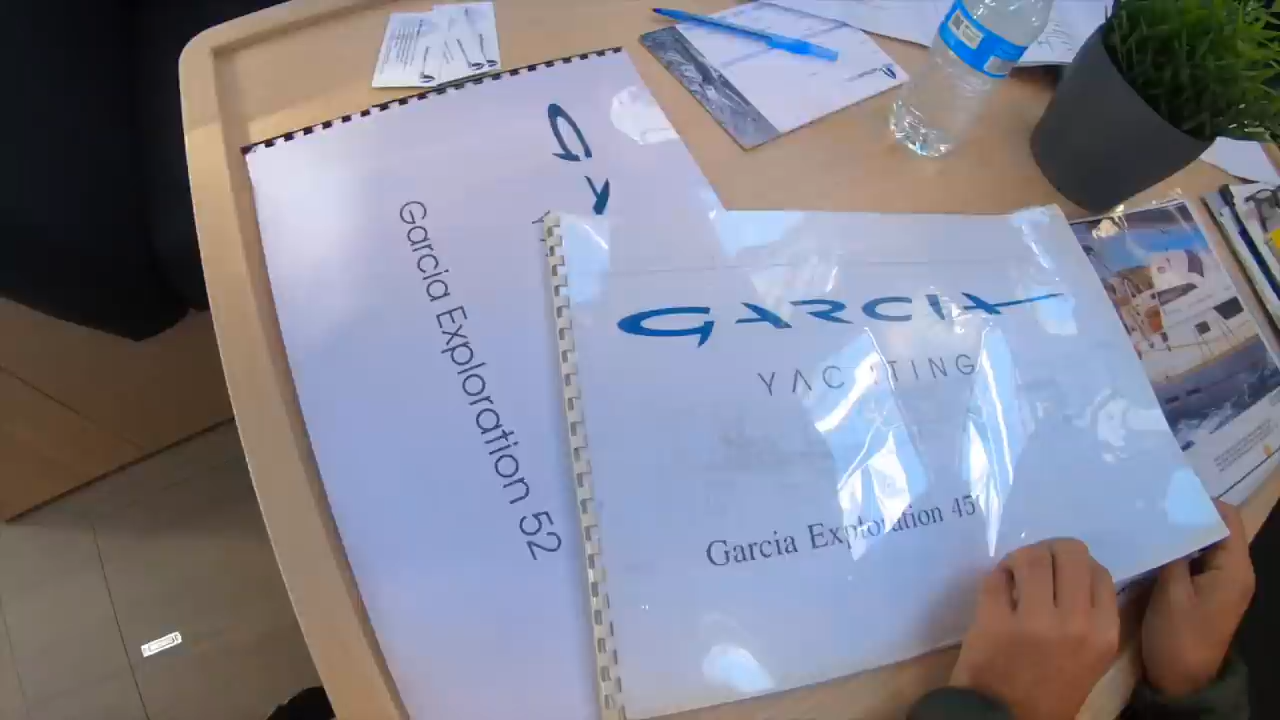 GARCIA
YACHTING
Garcia Exploration 45
G
Y
Garcia Exploration 52